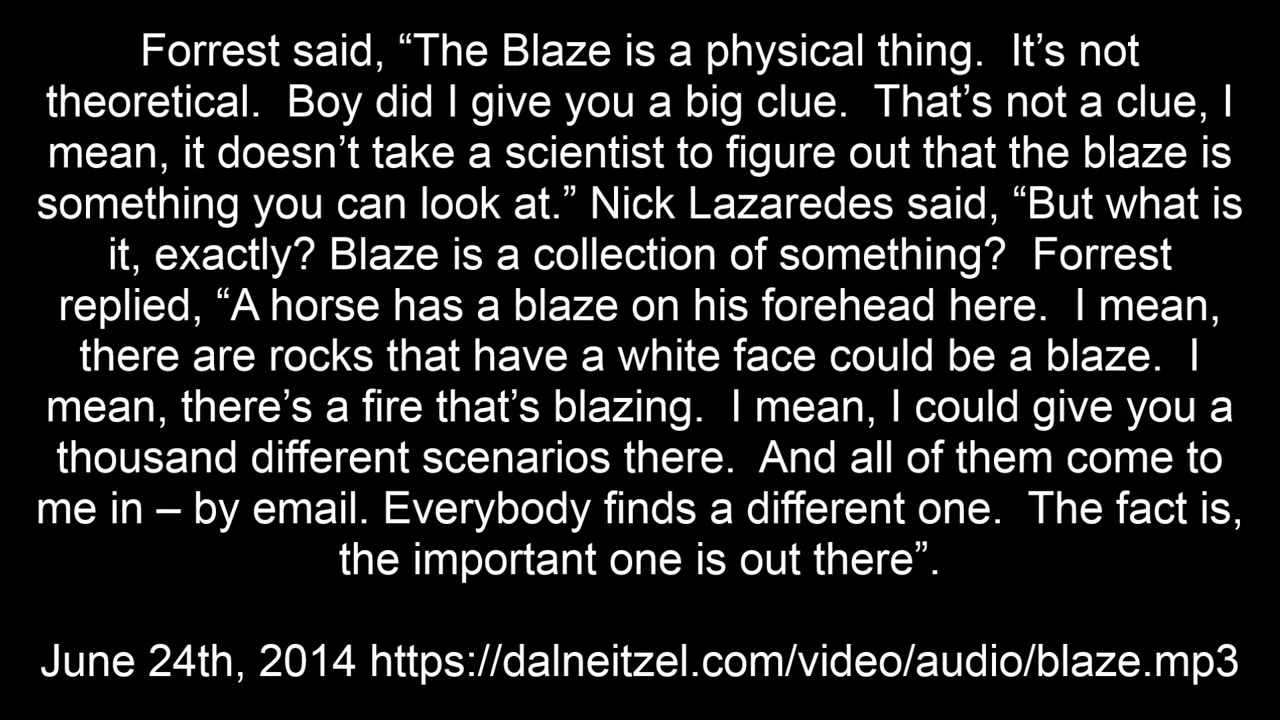 Forrest said, “The Blaze is a physical thing.  It’s not
theoretical.  Boy did I give you a big clue.  That’s not a clue, I
mean, it doesn’t take a scientist to figure out that the blaze is
something you can look at.” Nick Lazaredes said, “But what is
it, exactly? Blaze is a collection of something?  Forrest
replied, “A horse has a blaze on his forehead here.  I mean,
there are rocks that have a white face could be a blaze.  I
mean, there’s a fire that’s blazing.  I mean, I could give you a
thousand different scenarios there.  And all of them come to
me in – by email. Everybody finds a different one.  The fact is,
the important one is out there”.
June 24th, 2014 https://dalneitzel.com/video/audio/blaze.mp3